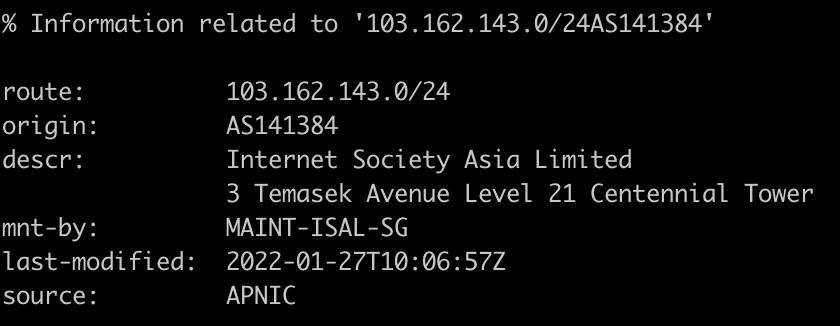 % Information related to '103.162.143.0/24AS141384'
route: 103.162.143.0/24
origin: AS141384
descr: Internet Society Asia Limited
3 Temasek Avenue Level 21 Centennial Tower
mnt-by: MAINT-ISAL-SG
last-modified: 2022-01-27T10:06:57Z
source: APNIC